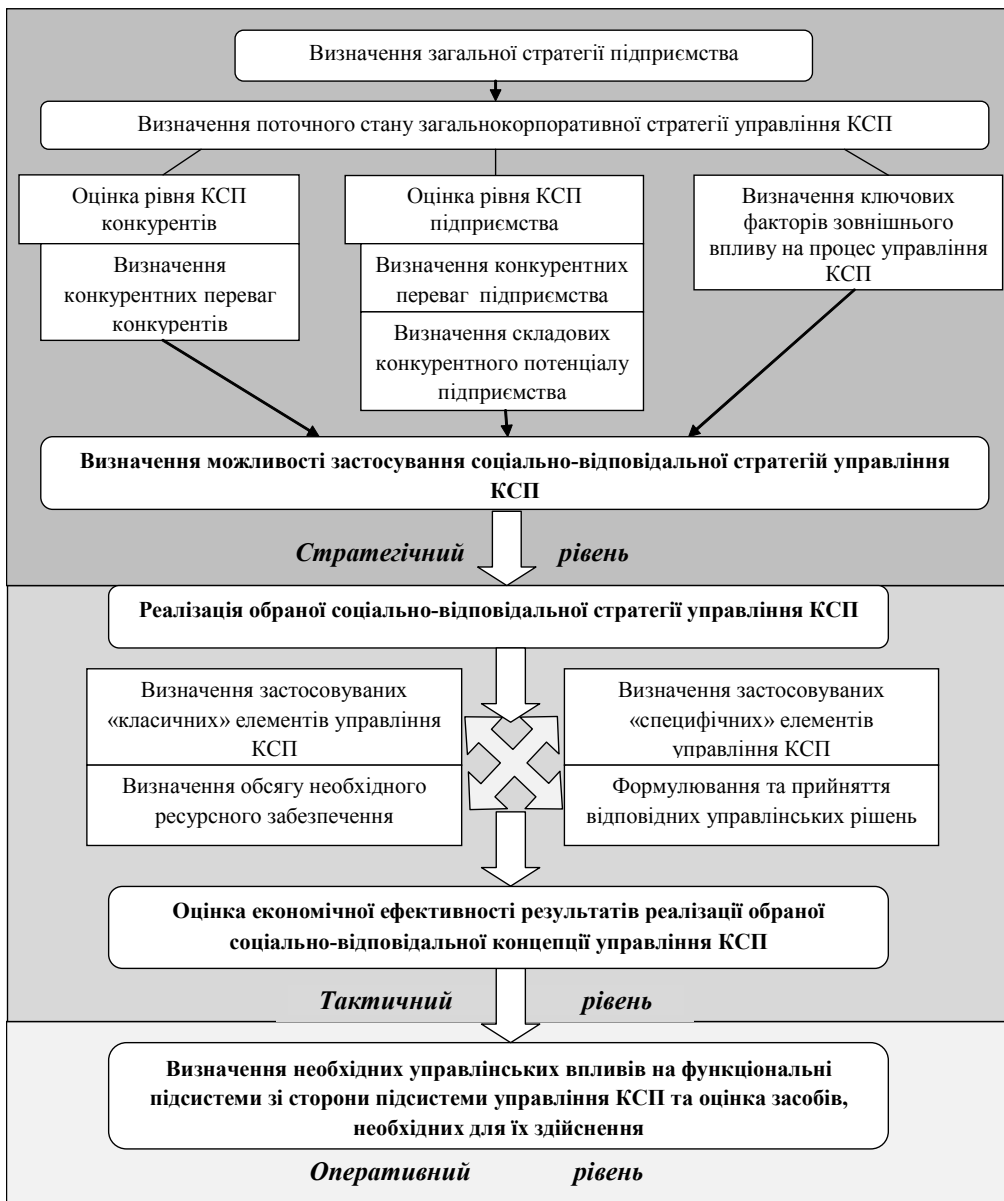 Визначення загальної стратегії підприємства
Визначення поточного стану загальнокорпоративної стратегії управління КСП
Оцінка рівня КСП
конкурентів
Визначення
конкурентних переваг
конкурентів
Оцінка рівня КСП
підприємства
Визначення конкурентних
переваг підприємства
Визначення складових
конкурентного потенціалу
підприємства
Визначення ключових
факторів зовнішнього
впливу на процес управління
КСП
Визначення можливості застосування соціально-відповідальної стратегій управління
КСП
Стратегічний рівень
Реалізація обраної соціально-відповідальної стратегії управління КСП
Визначення застосовуваних
«класичних» елементів управління
КСП
Визначення обсягу необхідного
ресурсного забезпечення
Визначення застосовуваних
«специфічних» елементів
управління КСП
Формулювання та прийняття
відповідних управлінських рішень
Оцінка економічної ефективності результатів реалізації обраної
соціально-відповідальної концепції управління КСП
Тактичний рівень
Визначення необхідних управлінських впливів на функціональні
підсистеми зі сторони підсистеми управління КСП та оцінка засобів,
необхідних для їх здійснення
Оперативний рівень